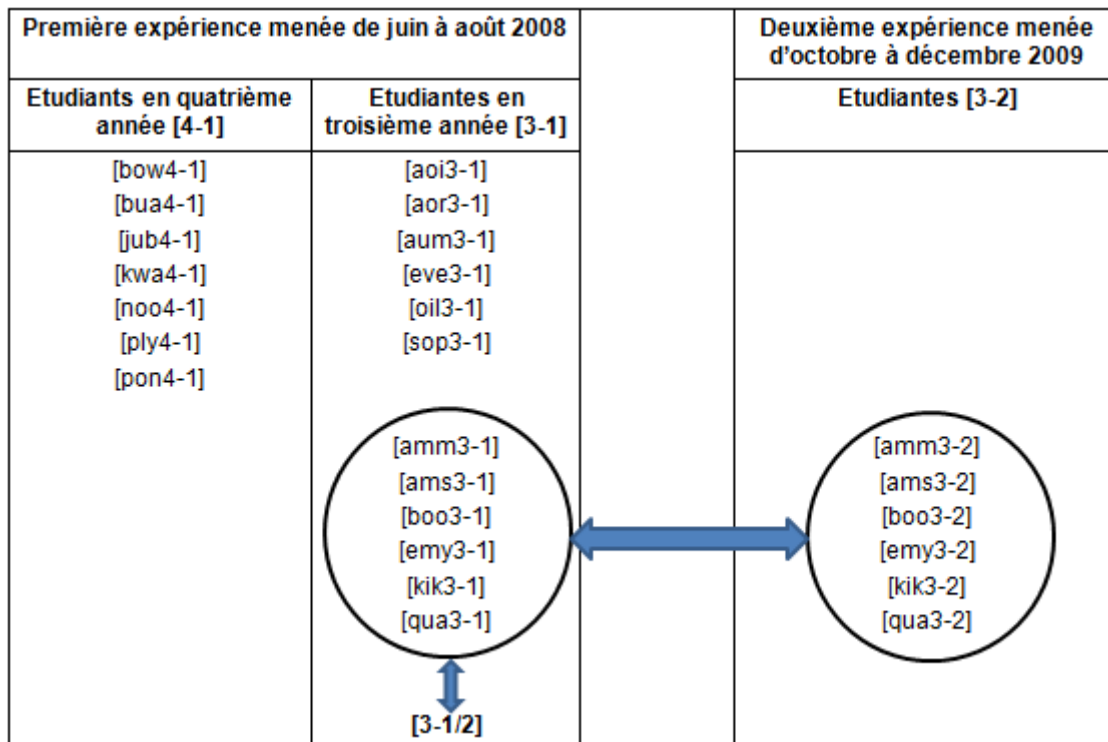 Première expérience menée de juin à août 2008
Deuxième expérience menée
d'octobre à décembre 2009
Etudiants en quatrième
année [4-1]
Etudiantes en
troisième année [3-1]
Etudiantes [3-2]
[bow4-1]
[bua4-1]
[jub4-1]
[kwa4-1]
[noo4-1]
[ply4-1]
[pon4-1]
[aoi3-1]
[aor3-1]
[aum3-1]
[eve3-1]
[oil3-1]
[sop3-1]
[amm3-1]
[ams3-1]
[boo3-1]
[emy3-1]
[kik3-1]
[qua3-1]
[3-1/2]
[amm3-2]
[ams3-2]
[boo3-2]
[emy3-2]
[kik3-2]
[qua3-2]